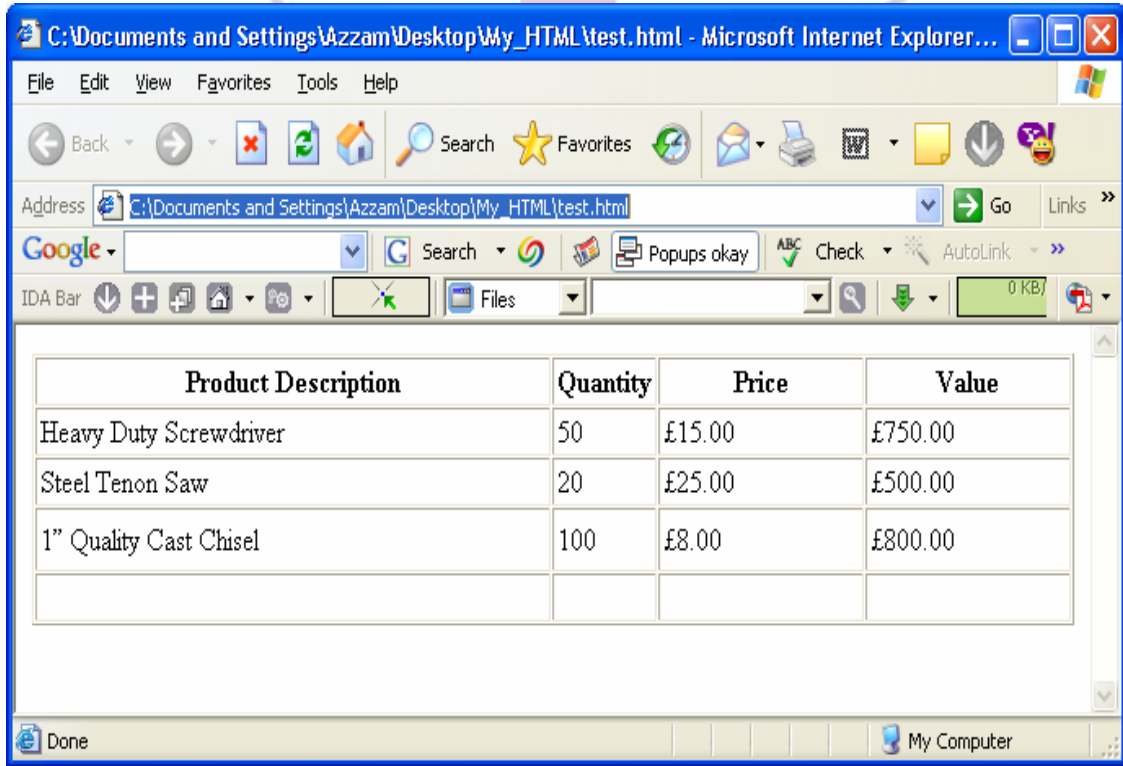 C:\Documents and Settings\Azzam\Desktop\My_HTML\test.html - Microsoft Internet Explorer...
File Edit View Favorites Tools Help
Back Search Favorites
Address C:\Documents and Settings\Azzam\Desktop\My_HTML\test.html Go Links »
Google G Search Popups okay ABC Check AutoLink »
IDA Bar Files 0 KB/
Product Description Quantity Price Value
Heavy Duty Screwdriver 50 £15.00 £750.00
Steel Tenon Saw 20 £25.00 £500.00
1” Quality Cast Chisel 100 £8.00 £800.00
Done My Computer